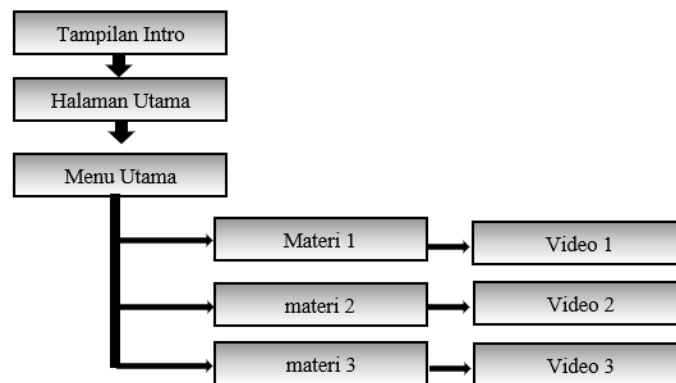 Tampilan Intro
Halaman Utama
Menu Utama
Materi 1
Video 1
materi 2
Video 2
materi 3
Video 3